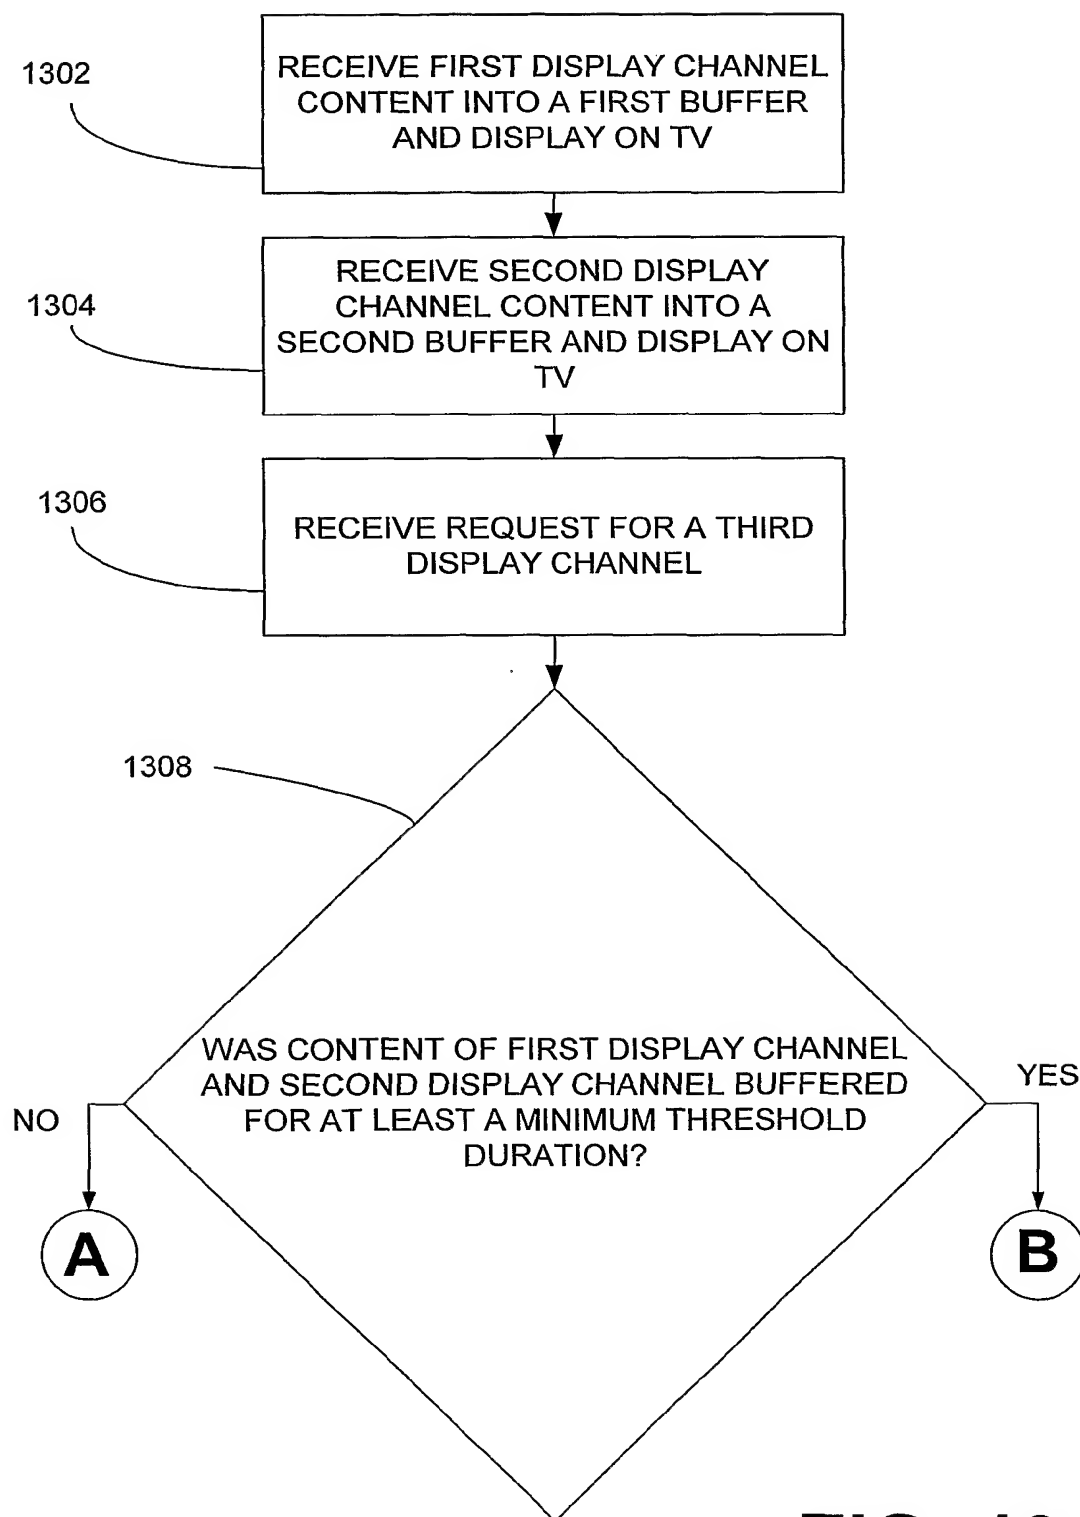 1302
RECEIVE FIRST DISPLAY CHANNEL
CONTENT INTO A FIRST BUFFER
AND DISPLAY ON TV
1304
RECEIVE SECOND DISPLAY
CHANNEL CONTENT INTO A
SECOND BUFFER AND DISPLAY ON
TV
1306
RECEIVE REQUEST FOR A THIRD
DISPLAY CHANNEL
1308
WAS CONTENT OF FIRST DISPLAY CHANNEL
AND SECOND DISPLAY CHANNEL BUFFERED
FOR AT LEAST A MINIMUM THRESHOLD
DURATION?
YES
NO
A
B